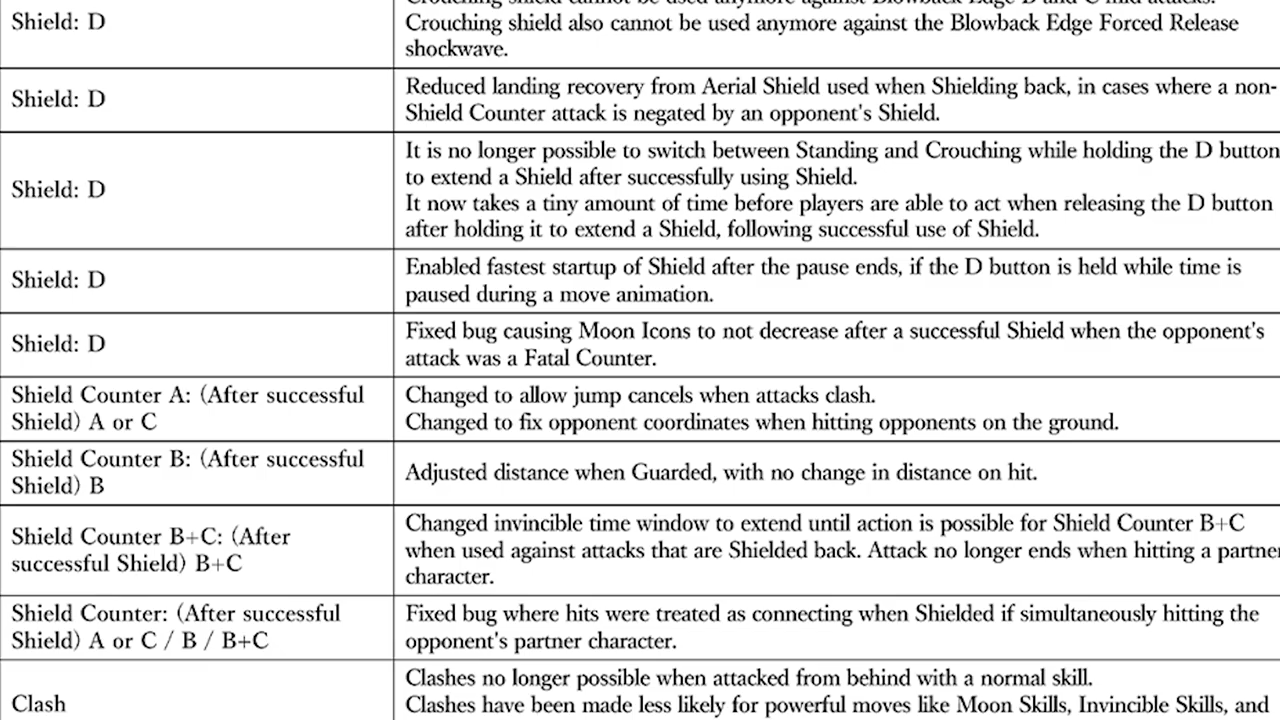 Crouching shield cannot be used anymore against Blowback Edge D and C mid attacks.
Shield: D
Crouching shield also cannot be used anymore against the Blowback Edge Forced Release
shockwave.
Shield: D
Reduced landing recovery from Aerial Shield used when Shielding back, in cases where a non-
Shield Counter attack is negated by an opponent's Shield.
Shield: D
It is no longer possible to switch between Standing and Crouching while holding the D button
to extend a Shield after successfully using Shield.
It now takes a tiny amount of time before players are able to act when releasing the D button
after holding it to extend a Shield, following successful use of Shield.
Shield: D
Enabled fastest startup of Shield after the pause ends, if the D button is held while time is
paused during a move animation.
Shield: D
Fixed bug causing Moon Icons to not decrease after a successful Shield when the opponent's
attack was a Fatal Counter.
Shield Counter A: (After successful
Shield) A or C
Changed to allow jump cancels when attacks clash.
Changed to fix opponent coordinates when hitting opponents on the ground.
Shield Counter B: (After successful
Shield) B
Adjusted distance when Guarded, with no change in distance on hit.
Shield Counter B+C: (After
successful Shield) B+C
Changed invincible time window to extend until action is possible for Shield Counter B+C
when used against attacks that are Shielded back. Attack no longer ends when hitting a partner
character.
Shield Counter: (After successful
Shield) A or C / B / B+C
Fixed bug where hits were treated as connecting when Shielded if simultaneously hitting the
opponent's partner character.
Clash
Clashes no longer possible when attacked from behind with a normal skill.
Clashes have been made less likely for powerful moves like Moon Skills, Invincible Skills, and